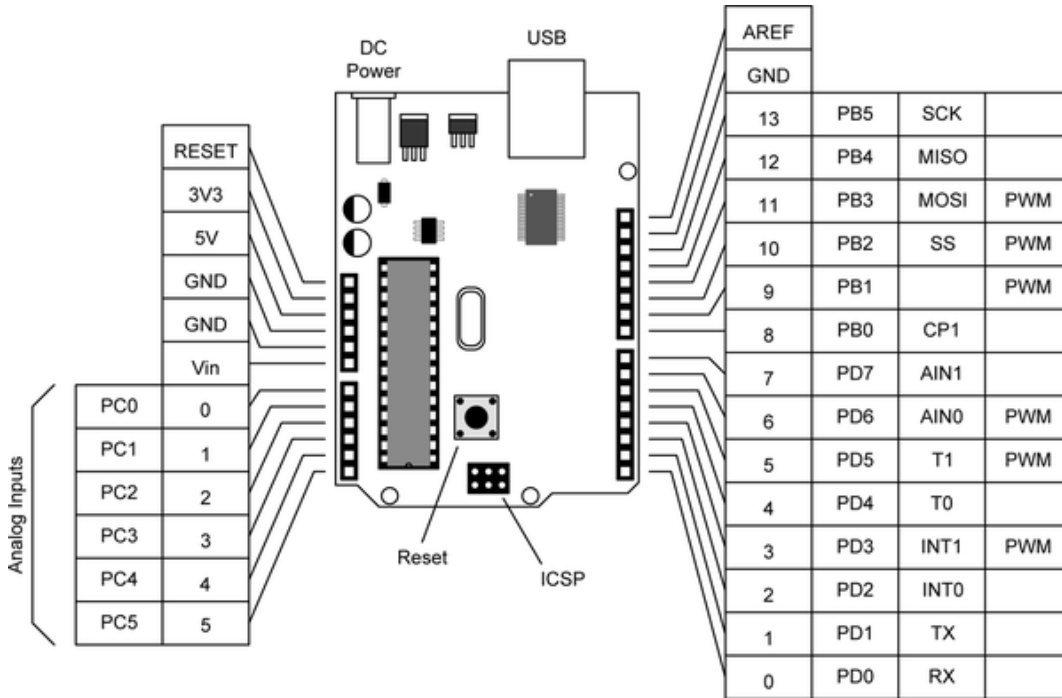 DC
Power
USB
RESET
3V3
5V
GND
GND
Vin
Analog Inputs
PC0 0
PC1 1
PC2 2
PC3 3
PC4 4
PC5 5
Reset
ICSP
AREF
GND
13 PB5 SCK
12 PB4 MISO
11 PB3 MOSI PWM
10 PB2 SS PWM
9 PB1 PWM
8 PB0 CP1
7 PD7 AIN1
6 PD6 AIN0 PWM
5 PD5 T1 PWM
4 PD4 T0
3 PD3 INT1 PWM
2 PD2 INT0
1 PD1 TX
0 PD0 RX